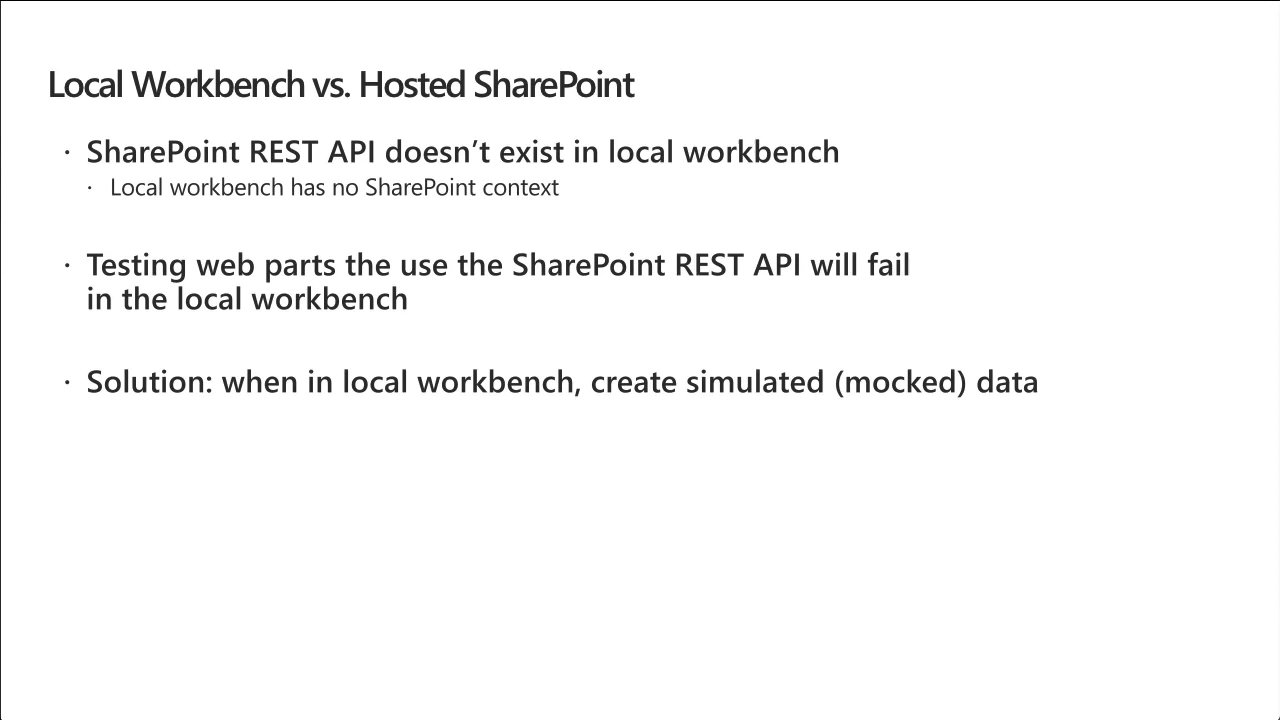 Local Workbench vs. Hosted SharePoint
· SharePoint REST API doesn’t exist in local workbench
· Local workbench has no SharePoint context
· Testing web parts the use the SharePoint REST API will fail
in the local workbench
· Solution: when in local workbench, create simulated (mocked) data